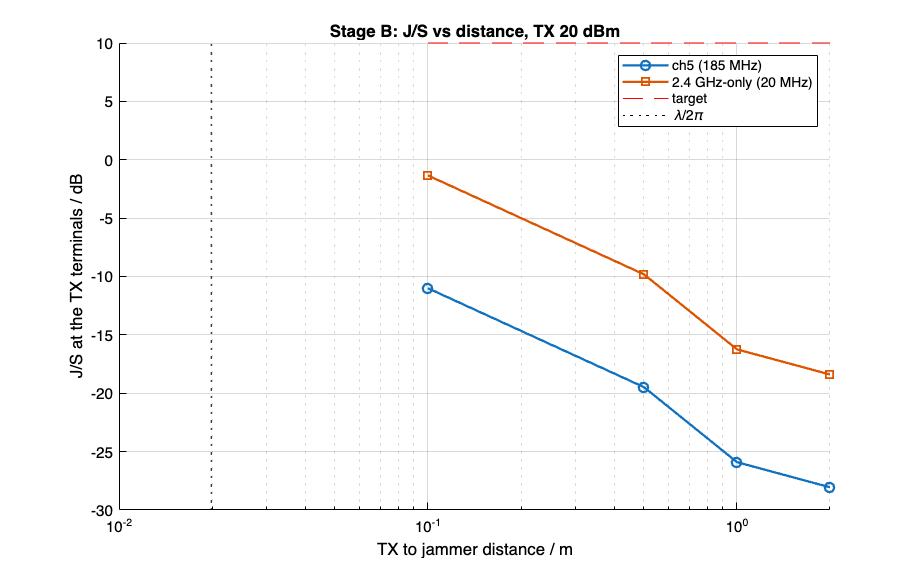 Stage B: J/S vs distance, TX 20 dBm
ch5 (185 MHz)
2.4 GHz-only (20 MHz)
target
λ/2π
J/S at the TX terminals / dB
10
5
0
-5
-10
-15
-20
-25
-30
10⁻²
10⁻¹
10⁰
TX to jammer distance / m